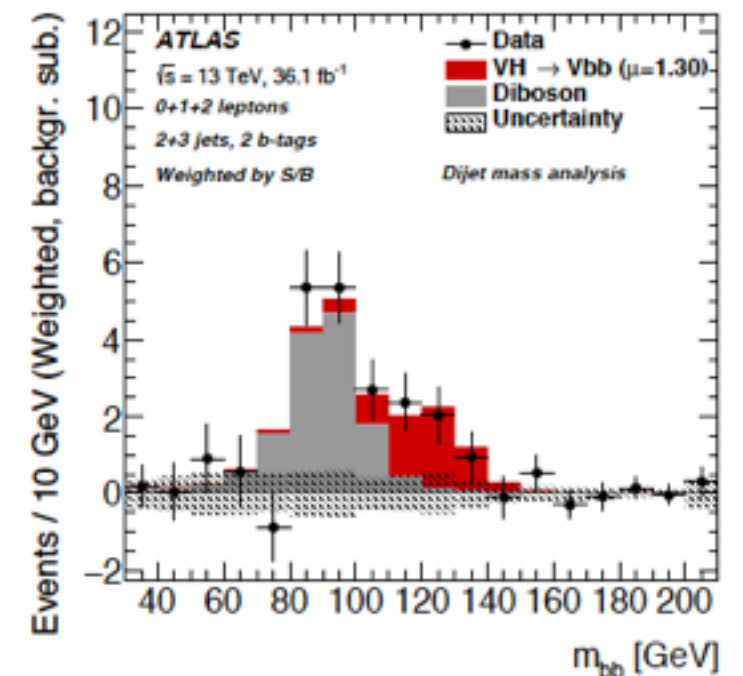 Events / 10 GeV (Weighted, backgr. sub.)
12
10
8
6
4
2
0
−2
ATLAS
√s = 13 TeV, 36.1 fb⁻¹
0+1+2 leptons
2+3 jets, 2 b-tags
Weighted by S/B
Data
VH → Vbb (μ=1.30)
Diboson
Uncertainty
Dijet mass analysis
40 60 80 100 120 140 160 180 200
m_bb [GeV]